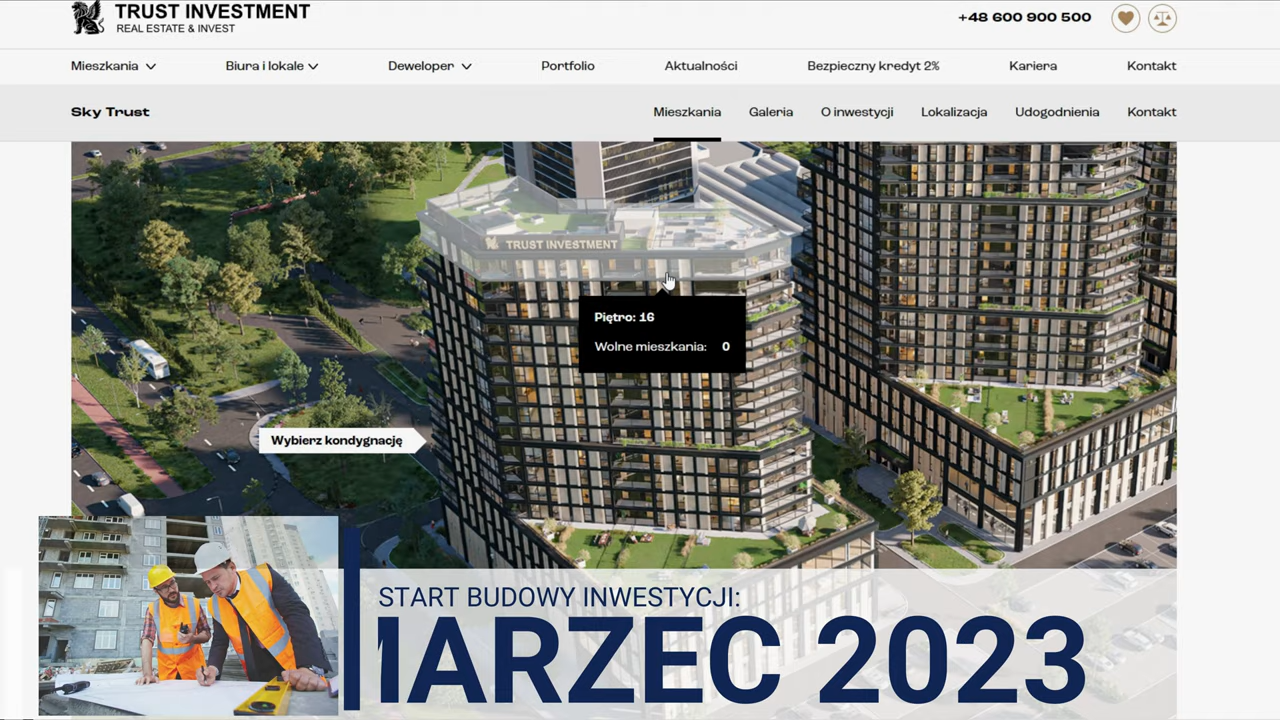 TRUST INVESTMENT
REAL ESTATE & INVEST
+48 600 900 500
Mieszkania
Biura i lokale
Deweloper
Portfolio
Aktualności
Bezpieczny kredyt 2%
Kariera
Kontakt
Sky Trust
Mieszkania
Galeria
O inwestycji
Lokalizacja
Udogodnienia
Kontakt
TRUST INVESTMENT
Piętro: 16
Wolne mieszkania: 0
Wybierz kondygnację
START BUDOWY INWESTYCJI:
IARZEC 2023